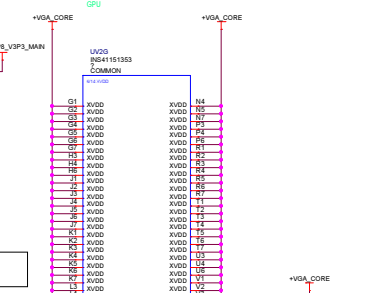 GPU
+VGA_CORE
+VGA_CORE
_V3P3_MAIN
UV2G
INS41151353
?
COMMON
G1 XVDD XVDD N4
G2 XVDD XVDD N5
G3 XVDD XVDD N7
G4 XVDD XVDD P3
G5 XVDD XVDD P4
G6 XVDD XVDD P6
G7 XVDD XVDD R1
H3 XVDD XVDD R2
H4 XVDD XVDD R3
H6 XVDD XVDD R4
J1 XVDD XVDD R5
J2 XVDD XVDD R6
J3 XVDD XVDD R7
J4 XVDD XVDD T1
J5 XVDD XVDD T2
J6 XVDD XVDD T3
J7 XVDD XVDD T4
K1 XVDD XVDD T5
K2 XVDD XVDD T6
K3 XVDD XVDD T7
K4 XVDD XVDD U3
K5 XVDD XVDD U4
K6 XVDD XVDD U6
K7 XVDD XVDD V1
L3 XVDD XVDD V2
+VGA_CORE